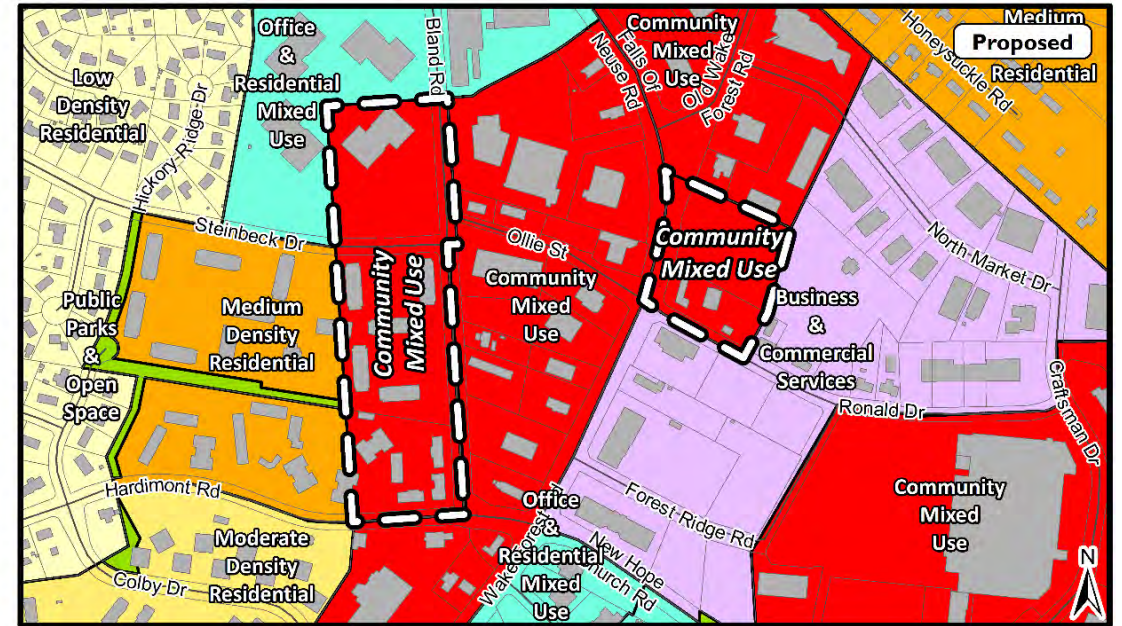 Proposed
Low
Density
Residential
Hickory-Ridge-Dr
Office
&
Residential
Mixed
Use
Bland Rd
Community
Mixed
Use
Neuse Rd
Falls Of
Old Wake
Forest Rd
Honeysuckle Rd
Medium
Residential
Steinbeck Dr
Ollie St
Community
Mixed Use
Community
Mixed Use
Community
Mixed
Use
North-Market-Dr
Public
Parks
&
Open
Space
Medium
Density
Residential
Business
&
Commercial
Services
Ronald Dr
Craftsman Dr
Hardimont Rd
Moderate
Density
Residential
Colby-Dr
Forest-Ridge-Rd
Office
&
Residential
Mixed
Use
New Hope
Church Rd
Community
Mixed
Use
N